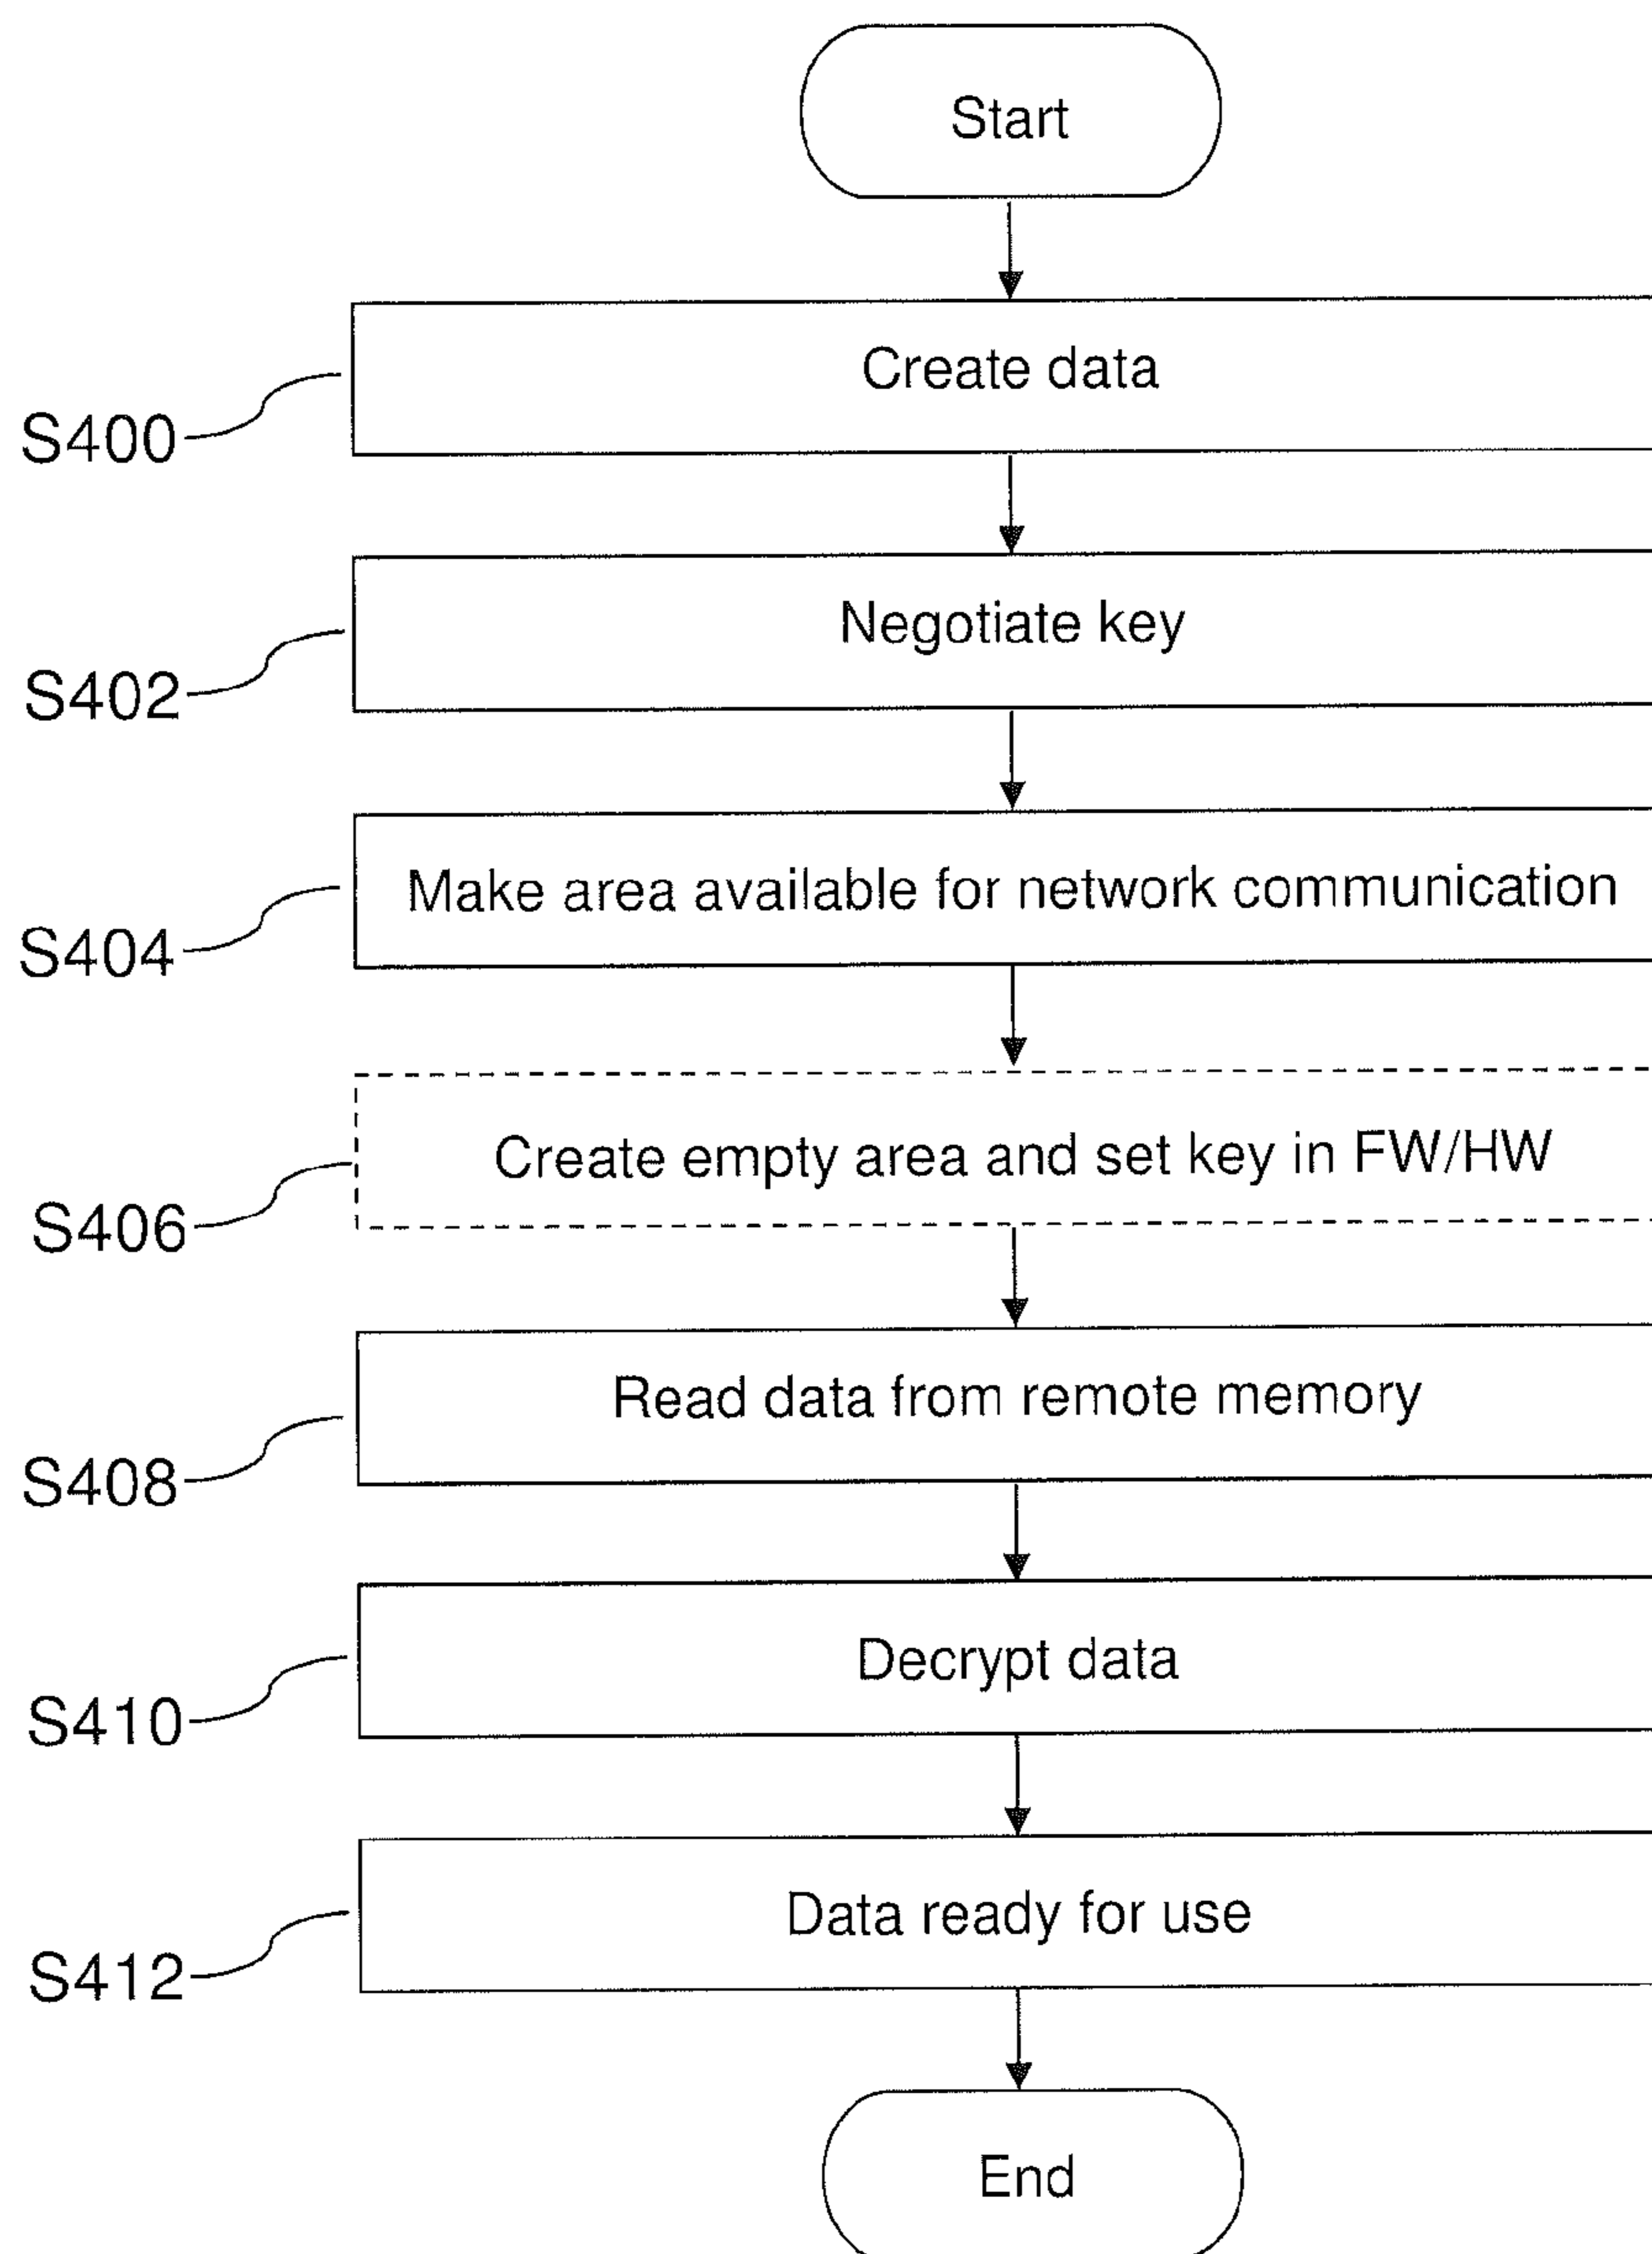 Start
Create data
S400
Negotiate key
S402
Make area available for network communication
S404
Create empty area and set key in FW/HW
S406
Read data from remote memory
S408
Decrypt data
S410
Data ready for use
S412
End